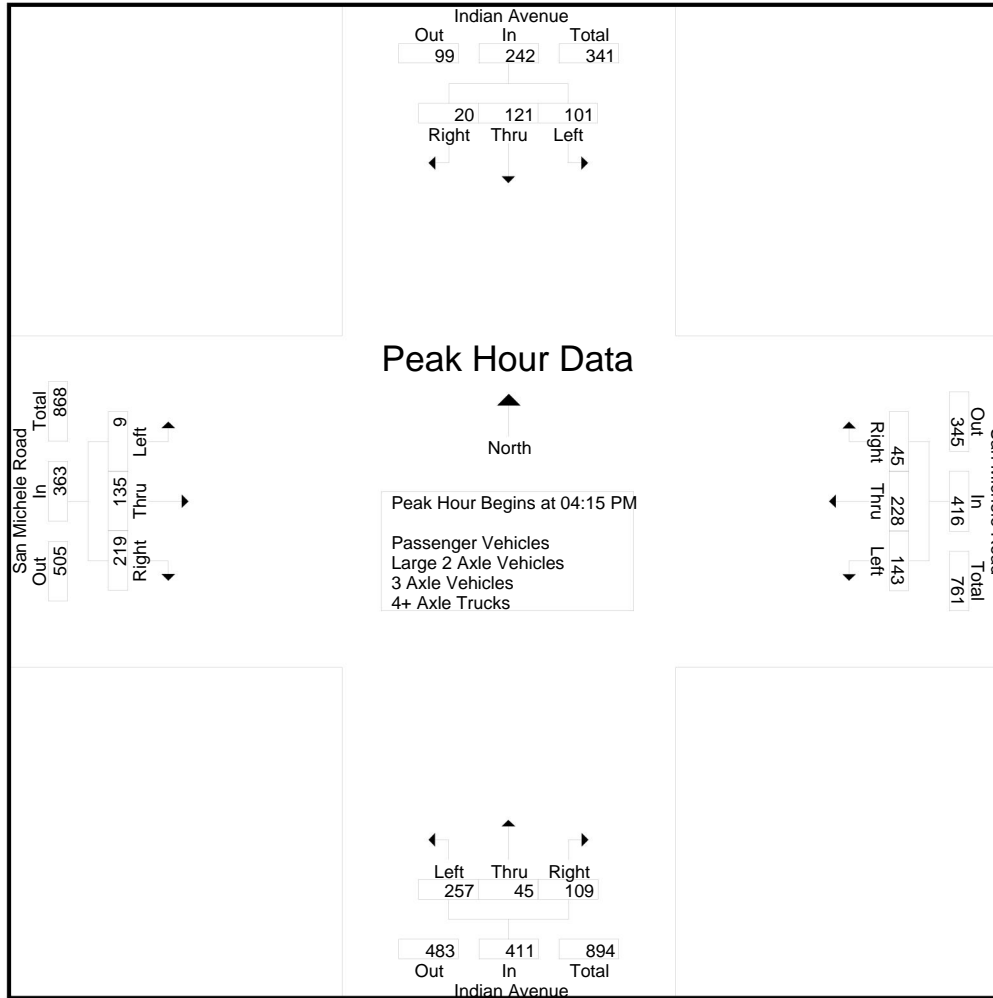 Indian Avenue
Out In Total
99 242 341
20 121 101
Right Thru Left
Peak Hour Data
North
Peak Hour Begins at 04:15 PM
Passenger Vehicles
Large 2 Axle Vehicles
3 Axle Vehicles
4+ Axle Trucks
San Michele Road
Out In Total
505 363 868
219 135 9
Right Thru Left
Out In Total
345 416 761
45 228 143
Right Thru Left
Left Thru Right
257 45 109
483 411 894
Out In Total
Indian Avenue